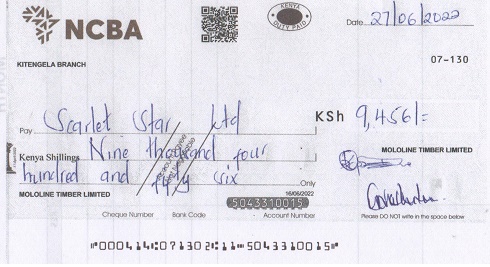 NCBA
KENYA
DUTY PAID
Date 27/06/2022
KITENGELA BRANCH
07-130
Pay Scarlet Star Ltd
KSh 9,456/=
Kenya Shillings Nine thousand four
hundred and fifty six Only
MOLOLINE TIMBER LIMITED
MOLOLINE TIMBER LIMITED
16/06/2022
5043310015
Cheque Number Bank Code Account Number
Please DO NOT write in the space below
⑈000414⑆071302⑆11⑉5043310015⑈